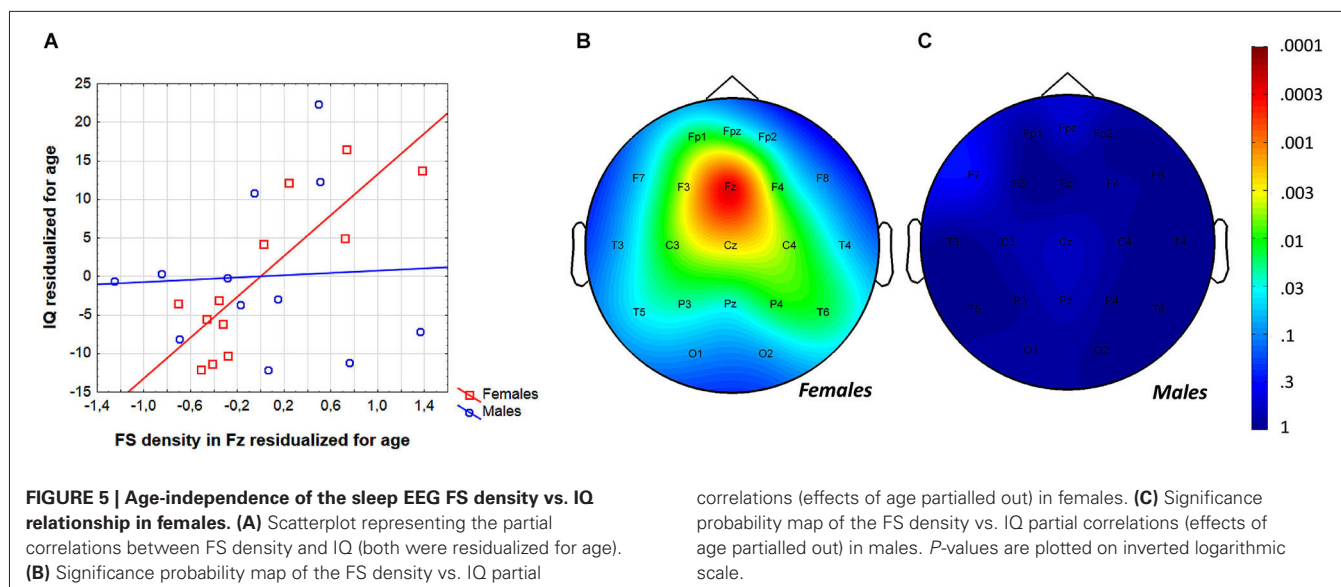 A
B
C
25
20
15
10
5
0
-5
-10
-15
IQ residualized for age
-1,4 -1,0 -0,6 -0,2 0,2 0,6 1,0 1,4
FS density in Fz residualized for age
Females
Males
Fp1 Fpz Fp2
F7 F3 Fz F4 F8
T3 C3 Cz C4 T4
T5 P3 Pz P4 T6
O1 O2
Females
Fp1 Fpz Fp2
F7 F3 Fz F4 F8
T3 C3 Cz C4 T4
T5 P3 Pz P4 T6
O1 O2
Males
.0001
.0003
.001
.003
.01
.03
.1
.3
1
FIGURE 5 | Age-independence of the sleep EEG FS density vs. IQ
relationship in females. (A) Scatterplot representing the partial
correlations between FS density and IQ (both were residualized for age).
(B) Significance probability map of the FS density vs. IQ partial
correlations (effects of age partialled out) in females. (C) Significance
probability map of the FS density vs. IQ partial correlations (effects of
age partialled out) in males. P-values are plotted on inverted logarithmic
scale.